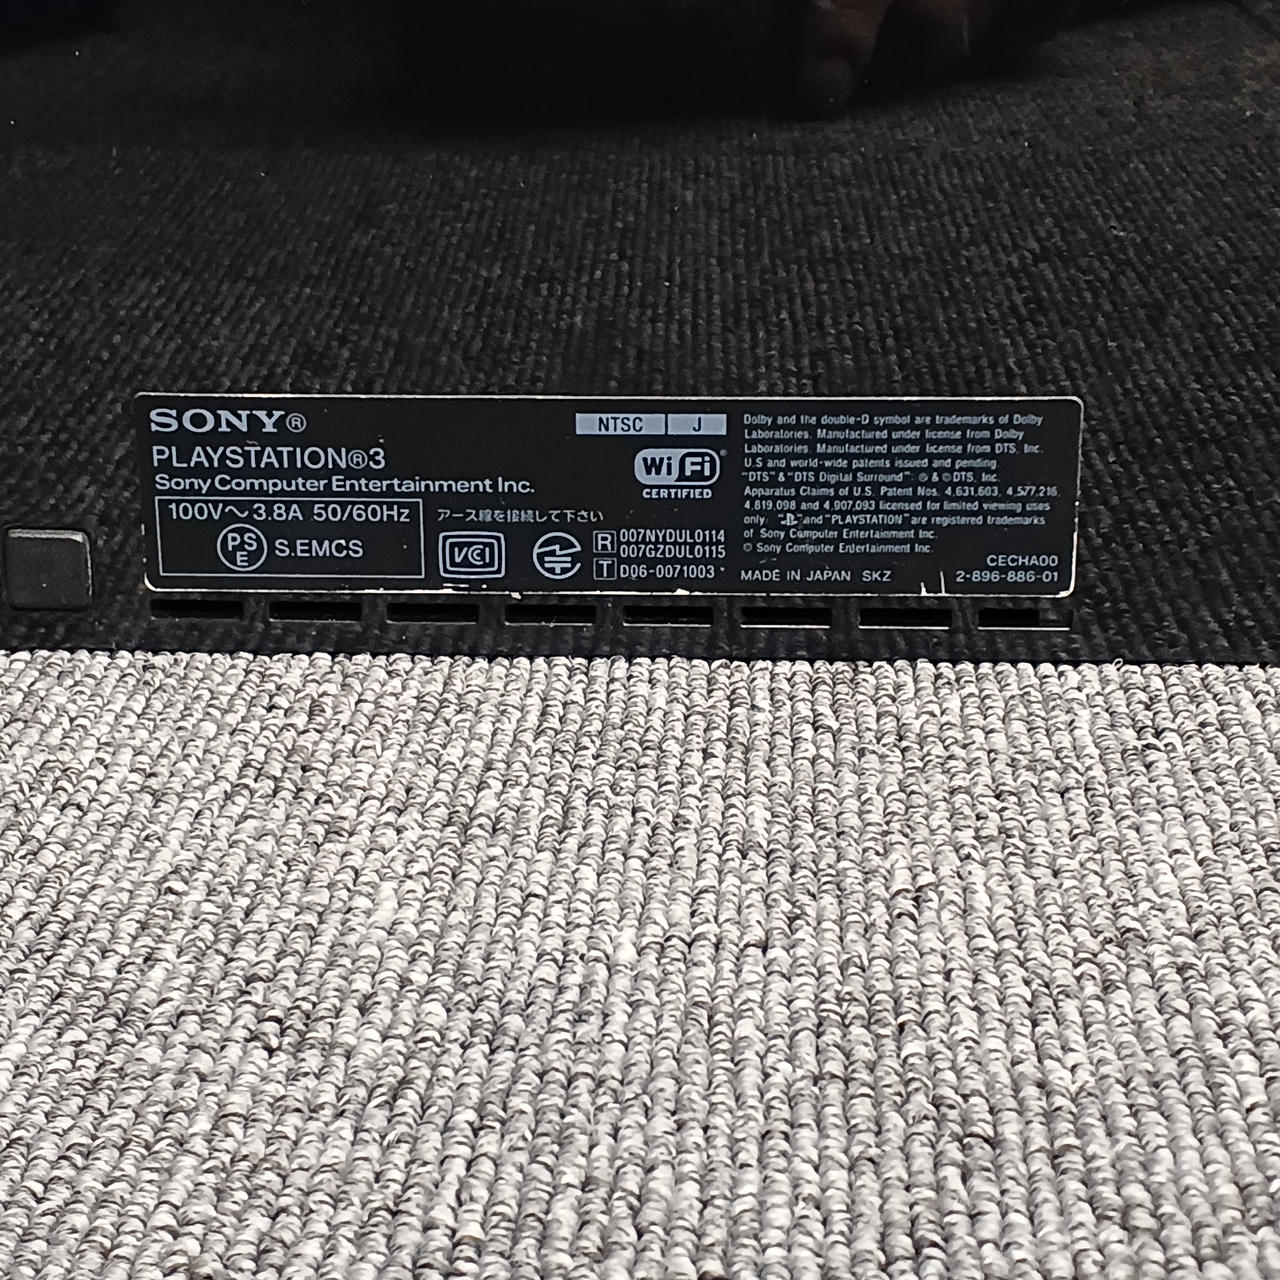 SONY®
PLAYSTATION®3
Sony Computer Entertainment Inc.
100V～ 3.8A 50/60Hz
PSE S.EMCS
NTSC J
Wi Fi
CERTIFIED
アース線を接続して下さい
VCI
R 007NYDUL0114
007GZDUL0115
T D06-0071003
Dolby and the double-D symbol are trademarks of Dolby
Laboratories. Manufactured under license from Dolby
Laboratories. Manufactured under license from DTS, Inc.
U.S and world-wide patents issued and pending.
"DTS" & "DTS Digital Surround": & © DTS, Inc.
Apparatus Claims of U.S. Patent Nos. 4,631,603, 4,577,216,
4,819,098 and 4,907,093 licensed for limited viewing uses
only. " " and "PLAYSTATION" are registered trademarks
of Sony Computer Entertainment Inc.
© Sony Computer Entertainment Inc.
CECHA00
MADE IN JAPAN SKZ 2-896-886-01